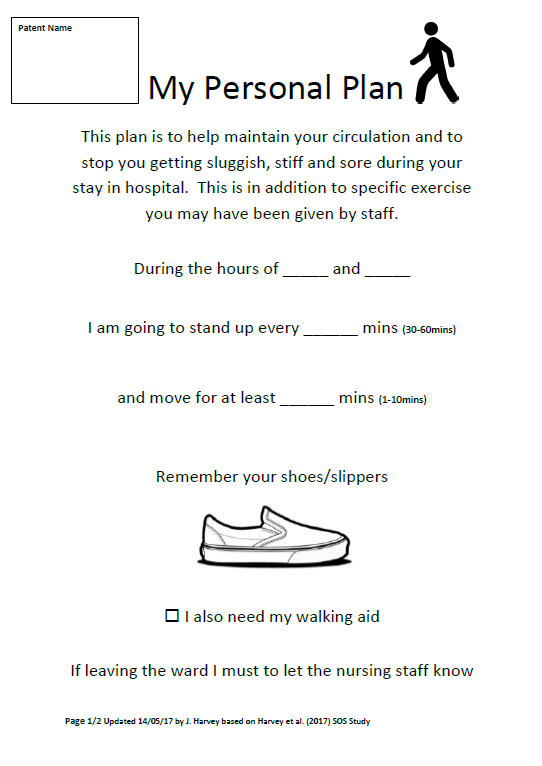 Patent Name
My Personal Plan
This plan is to help maintain your circulation and to
stop you getting sluggish, stiff and sore during your
stay in hospital.  This is in addition to specific exercise
you may have been given by staff.
During the hours of _____ and _____
I am going to stand up every ______ mins (30-60mins)
and move for at least ______ mins (1-10mins)
Remember your shoes/slippers
☐ I also need my walking aid
If leaving the ward I must to let the nursing staff know
Page 1/2 Updated 14/05/17 by J. Harvey based on Harvey et al. (2017) SOS Study